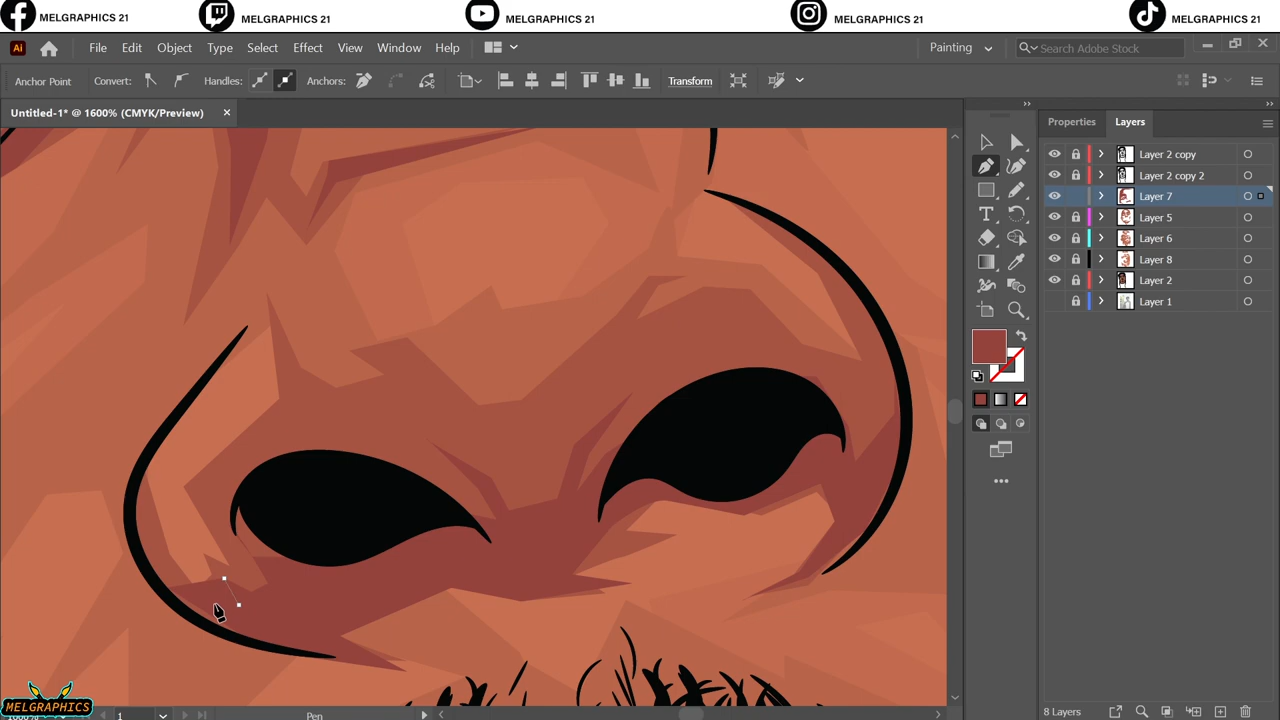 MELGRAPHICS 21 MELGRAPHICS 21 MELGRAPHICS 21 MELGRAPHICS 21 MELGRAPHICS 21
Ai File Edit Object Type Select Effect View Window Help Painting Search Adobe Stock
Anchor Point Convert: Handles: Anchors: Transform
Untitled-1* @ 1600% (CMYK/Preview)
Properties Layers
Layer 2 copy
Layer 2 copy 2
Layer 7
Layer 5
Layer 6
Layer 8
Layer 2
Layer 1
MELGRAPHICS
1 Pen 8 Layers